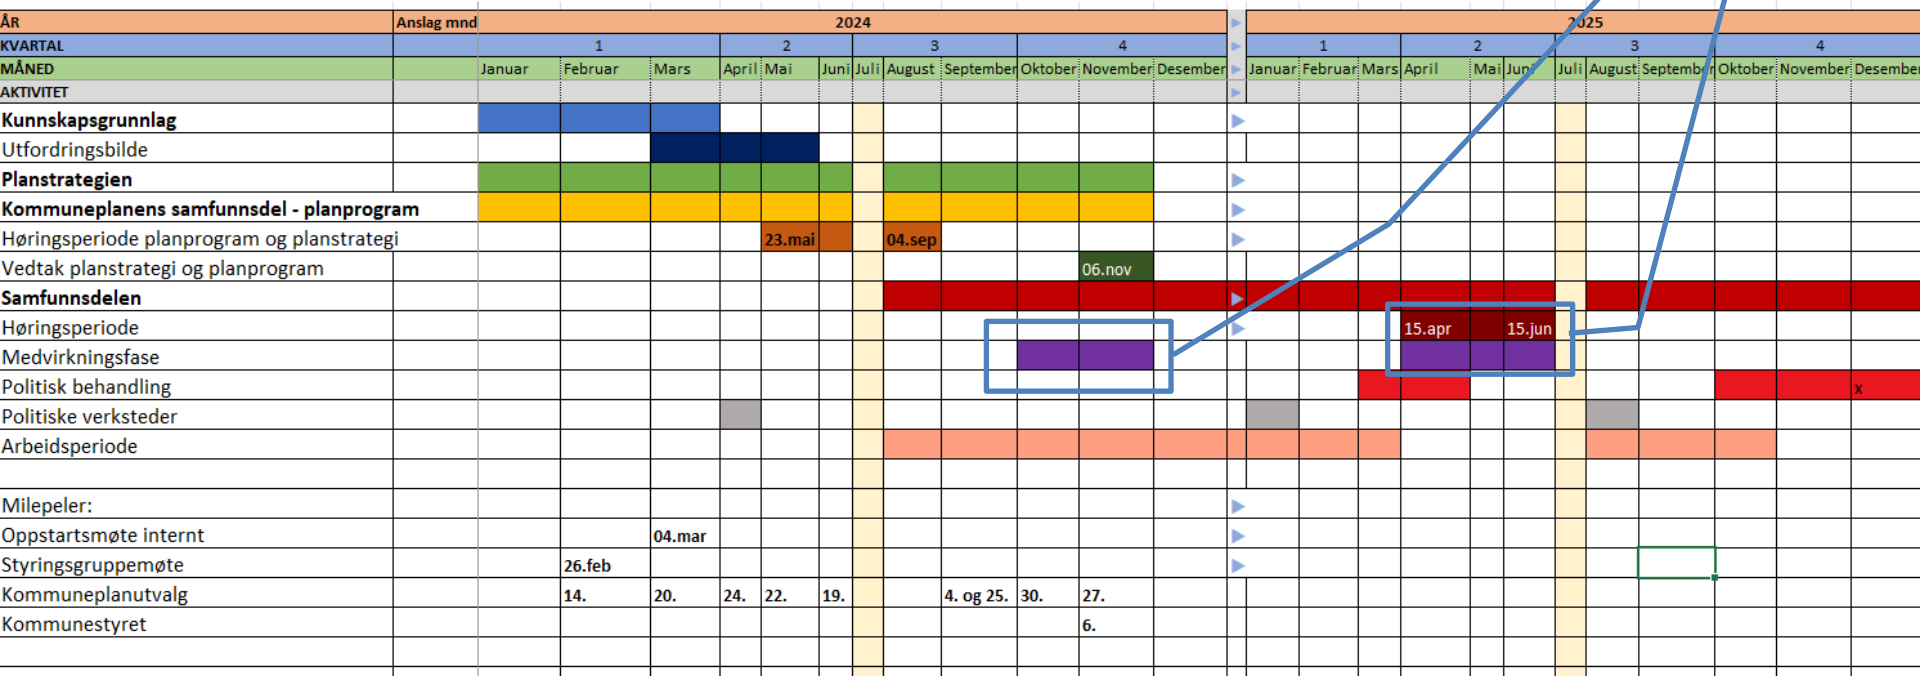 ÅR Anslag mnd 2024 2025
KVARTAL 1 2 3 4 1 2 3 4
MÅNED Januar Februar Mars April Mai Juni Juli August September Oktober November Desember Januar Februar Mars April Mai Juni Juli August September Oktober November Desember
AKTIVITET
Kunnskapsgrunnlag
Utfordringsbilde
Planstrategien
Kommuneplanens samfunnsdel - planprogram
Høringsperiode planprogram og planstrategi 23.mai 04.sep
Vedtak planstrategi og planprogram 06.nov
Samfunnsdelen
Høringsperiode 15.apr 15.jun
Medvirkningsfase
Politisk behandling x
Politiske verksteder
Arbeidsperiode
Milepeler:
Oppstartsmøte internt 04.mar
Styringsgruppemøte 26.feb
Kommuneplanutvalg 14. 20. 24. 22. 19. 4. og 25. 30. 27.
Kommunestyret 6.